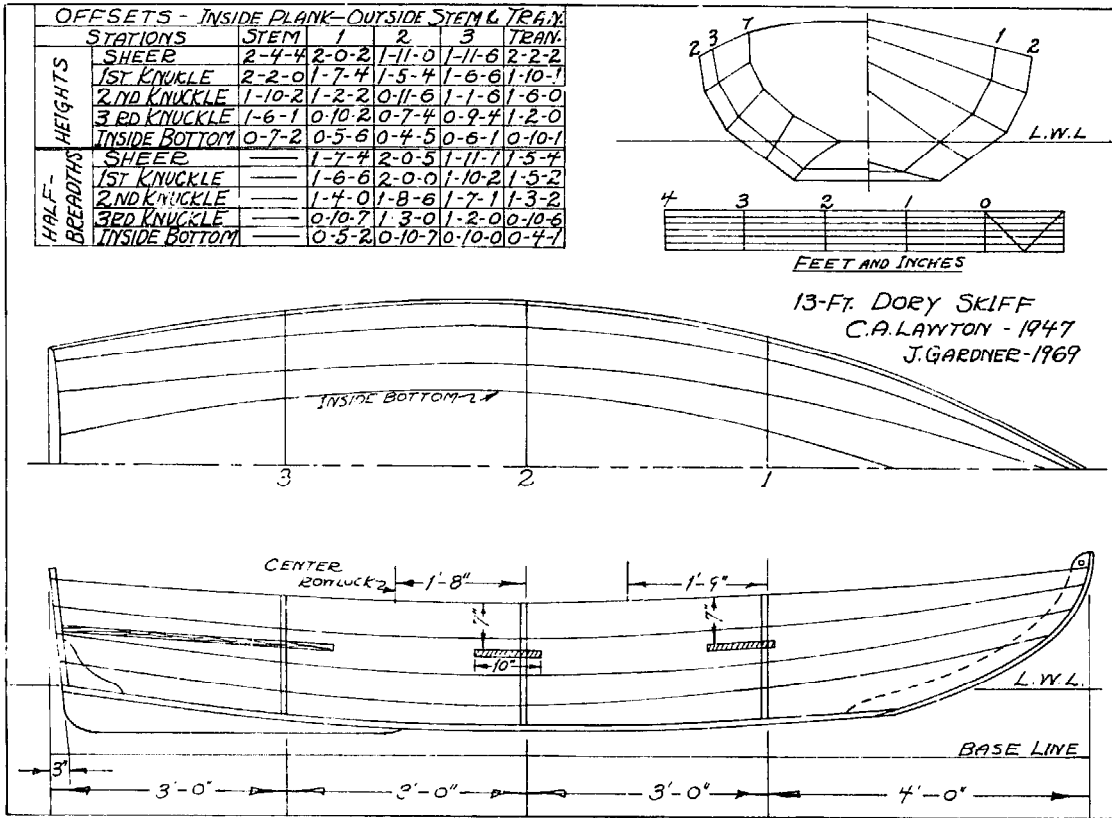 OFFSETS - INSIDE PLANK - OUTSIDE STEM & TRAN.
STATIONS STEM 1 2 3 TRAN.
HEIGHTS
SHEER 2-4-4 2-0-2 1-11-0 1-11-6 2-2-2
1ST KNUKLE 2-2-0 1-7-4 1-5-4 1-6-6 1-10-1
2ND KNUCKLE 1-10-2 1-2-2 0-11-6 1-1-6 1-6-0
3RD KNUCKLE 1-6-1 0-10-2 0-7-4 0-9-4 1-2-0
INSIDE BOTTOM 0-7-2 0-5-6 0-4-5 0-6-1 0-10-1
HALF-BREADTHS
SHEER — 1-7-4 2-0-5 1-11-1 1-5-4
1ST KNUCKLE — 1-6-6 2-0-0 1-10-2 1-5-2
2ND KNUCKLE — 1-4-0 1-8-6 1-7-1 1-3-2
3RD KNUCKLE — 0-10-7 1-3-0 1-2-0 0-10-6
INSIDE BOTTOM — 0-5-2 0-10-7 0-10-0 0-4-1
2 3 T 1 2
L.W.L
4 3 2 1 0
FEET AND INCHES
13-FT. DORY SKIFF
C.A. LAWTON - 1947
J. GARDNER - 1969
INSIDE BOTTOM
3 2 1
CENTER
ROWLUCK
1'-8"
1'-9"
7"
7"
10"
L.W.L.
BASE LINE
3"
3'-0" 3'-0" 3'-0" 4'-0"